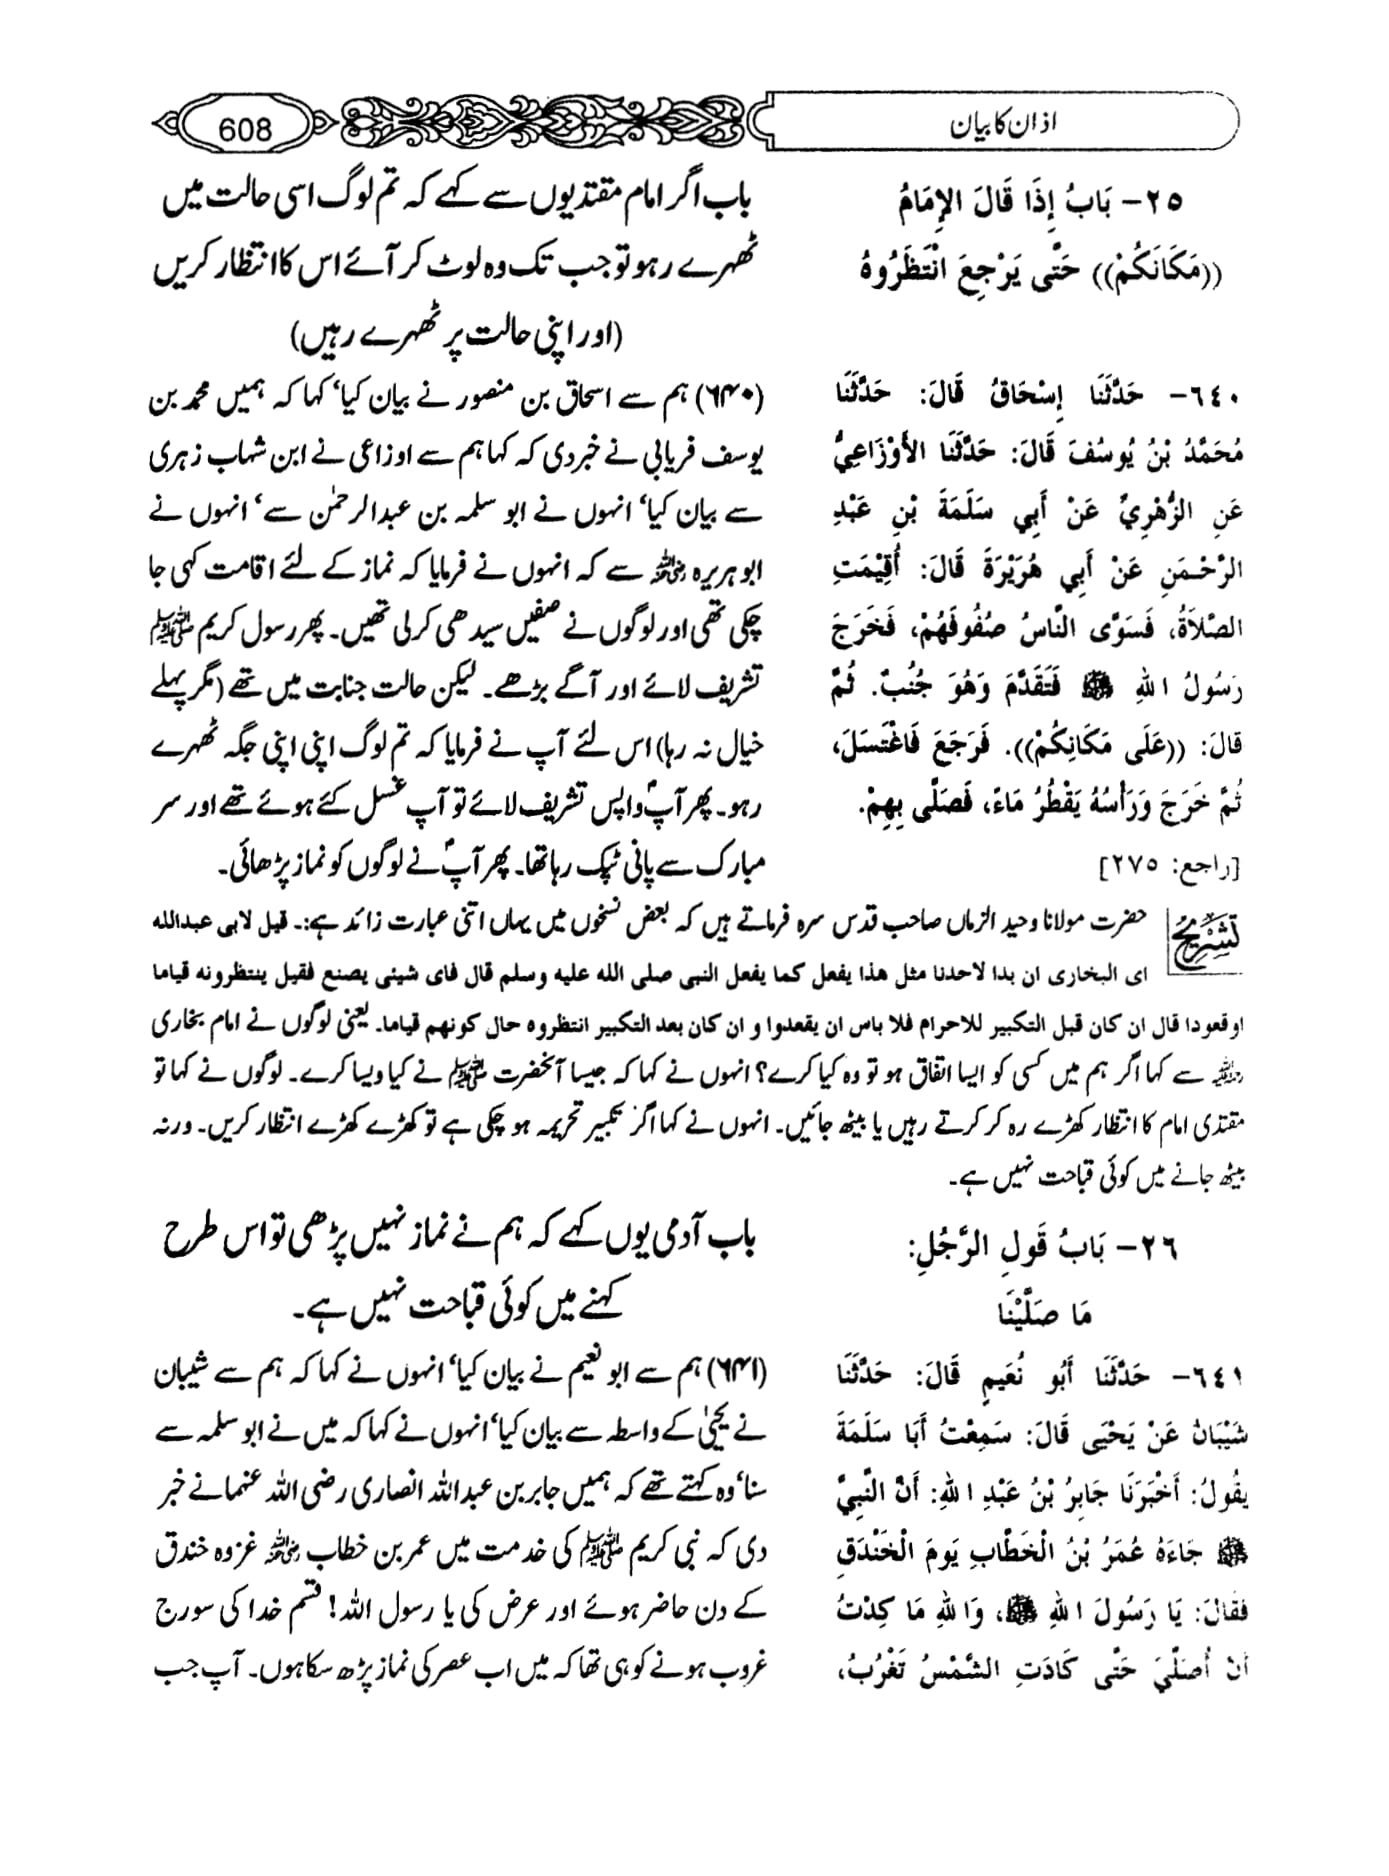 اذان کا بیان
608
٢٥- بَابُ إِذَا قَالَ الإِمَامُ
((مَكَانَكُمْ)) حَتَّى يَرْجِعَ انْتَظَرُوهُ
باب اگر امام مقتدیوں سے کہے کہ تم لوگ اسی حالت میں
ٹھہرے رہو تو جب تک وہ لوٹ کر آئے اس کا انتظار کریں
(اور اپنی حالت پر ٹھہرے رہیں)
٦٤٠- حَدَّثَنَا إِسْحَاقُ قَالَ: حَدَّثَنَا
مُحَمَّدُ بْنُ يُوسُفَ قَالَ: حَدَّثَنَا الأَوْزَاعِيُّ
عَنِ الزُّهْرِيِّ عَنْ أَبِي سَلَمَةَ بْنِ عَبْدِ
الرَّحْمَنِ عَنْ أَبِي هُرَيْرَةَ قَالَ: أُقِيْمَتِ
الصَّلاَةُ، فَسَوَّى النَّاسُ صُفُوفَهُمْ، فَخَرَجَ
رَسُولُ اللهِ ﷺ فَتَقَدَّمَ وَهُوَ جُنُبٌ. ثُمَّ
قَالَ: ((عَلَى مَكَانِكُمْ)). فَرَجَعَ فَاغْتَسَلَ،
ثُمَّ خَرَجَ وَرَأْسُهُ يَقْطُرُ مَاءً، فَصَلَّى بِهِمْ.
[راجع: ٢٧٥]
(۶۴۰) ہم سے اسحاق بن منصور نے بیان کیا‘ کہا کہ ہمیں محمد بن
یوسف فریابی نے خبر دی کہ کہا ہم سے اوزاعی نے ابن شہاب زہری
سے بیان کیا‘ انہوں نے ابو سلمہ بن عبدالرحمٰن سے‘ انہوں نے
ابو ہریرہ رضی اللہ عنہ سے کہ انہوں نے فرمایا کہ نماز کے لئے اقامت کہی جا
چکی تھی اور لوگوں نے صفیں سیدھی کر لی تھیں۔ پھر رسول کریم ﷺ
تشریف لائے اور آگے بڑھے۔ لیکن حالت جنابت میں تھے (مگر پہلے
خیال نہ رہا) اس لئے آپ نے فرمایا کہ تم لوگ اپنی اپنی جگہ ٹھہرے
رہو۔ پھر آپؐ واپس تشریف لائے تو آپ غسل کئے ہوئے تھے اور سر
مبارک سے پانی ٹپک رہا تھا۔ پھر آپؐ نے لوگوں کو نماز پڑھائی۔
تشریح
حضرت مولانا وحید الزماں صاحب قدس سرہ فرماتے ہیں کہ بعض نسخوں میں یہاں اتنی عبارت زائد ہے:۔ قیل لابی عبدالله
ای البخاری ان بدا لاحدنا مثل هذا یفعل کما یفعل النبی صلی الله علیه وسلم قال فای شیئی یصنع فقیل ینتظرونه قیاما
او قعودا قال ان کان قبل التکبیر للاحرام فلا باس ان یقعدوا و ان کان بعد التکبیر انتظروه حال کونهم قیاما۔ یعنی لوگوں نے امام بخاری
رحمہ اللہ سے کہا اگر ہم میں کسی کو ایسا اتفاق ہو تو وہ کیا کرے؟ انہوں نے کہا کہ جیسا آنحضرت ﷺ نے کیا ویسا کرے۔ لوگوں نے کہا تو
مقتدی امام کا انتظار کھڑے رہ کر کرتے رہیں یا بیٹھ جائیں۔ انہوں نے کہا اگر تکبیر تحریمہ ہو چکی ہے تو کھڑے کھڑے انتظار کریں۔ ورنہ
بیٹھ جانے میں کوئی قباحت نہیں ہے۔
٢٦- بَابُ قَولِ الرَّجُلِ:
مَا صَلَّيْنَا
باب آدمی یوں کہے کہ ہم نے نماز نہیں پڑھی تو اس طرح
کہنے میں کوئی قباحت نہیں ہے۔
٦٤١- حَدَّثَنَا أَبُو نُعَيمٍ قَالَ: حَدَّثَنَا
شَيْبَانُ عَنْ يَحْيَى قَالَ: سَمِعْتُ أَبَا سَلَمَةَ
يَقُولُ: أَخْبَرَنَا جَابِرُ بْنُ عَبْدِ اللهِ: أَنَّ النَّبِيَّ
ﷺ جَاءَهُ عُمَرُ بْنُ الْخَطَّابِ يَومَ الْخَنْدَقِ
فَقَالَ: يَا رَسُولَ اللهِ ﷺ، وَاللهِ مَا كِدْتُ
أَنْ أُصَلِّيَ حَتَّى كَادَتِ الشَّمْسُ تَغْرُبُ،
(۶۴۱) ہم سے ابو نعیم نے بیان کیا‘ انہوں نے کہا کہ ہم سے شیبان
نے یحییٰ کے واسطہ سے بیان کیا‘ انہوں نے کہا کہ میں نے ابو سلمہ سے
سنا‘ وہ کہتے تھے کہ ہمیں جابر بن عبداللہ انصاری رضی اللہ عنہما نے خبر
دی کہ نبی کریم ﷺ کی خدمت میں عمر بن خطاب رضی اللہ عنہ غزوہ خندق
کے دن حاضر ہوئے اور عرض کی یا رسول اللہ! قسم خدا کی سورج
غروب ہونے کو ہی تھا کہ میں اب عصر کی نماز پڑھ سکا ہوں۔ آپ جب